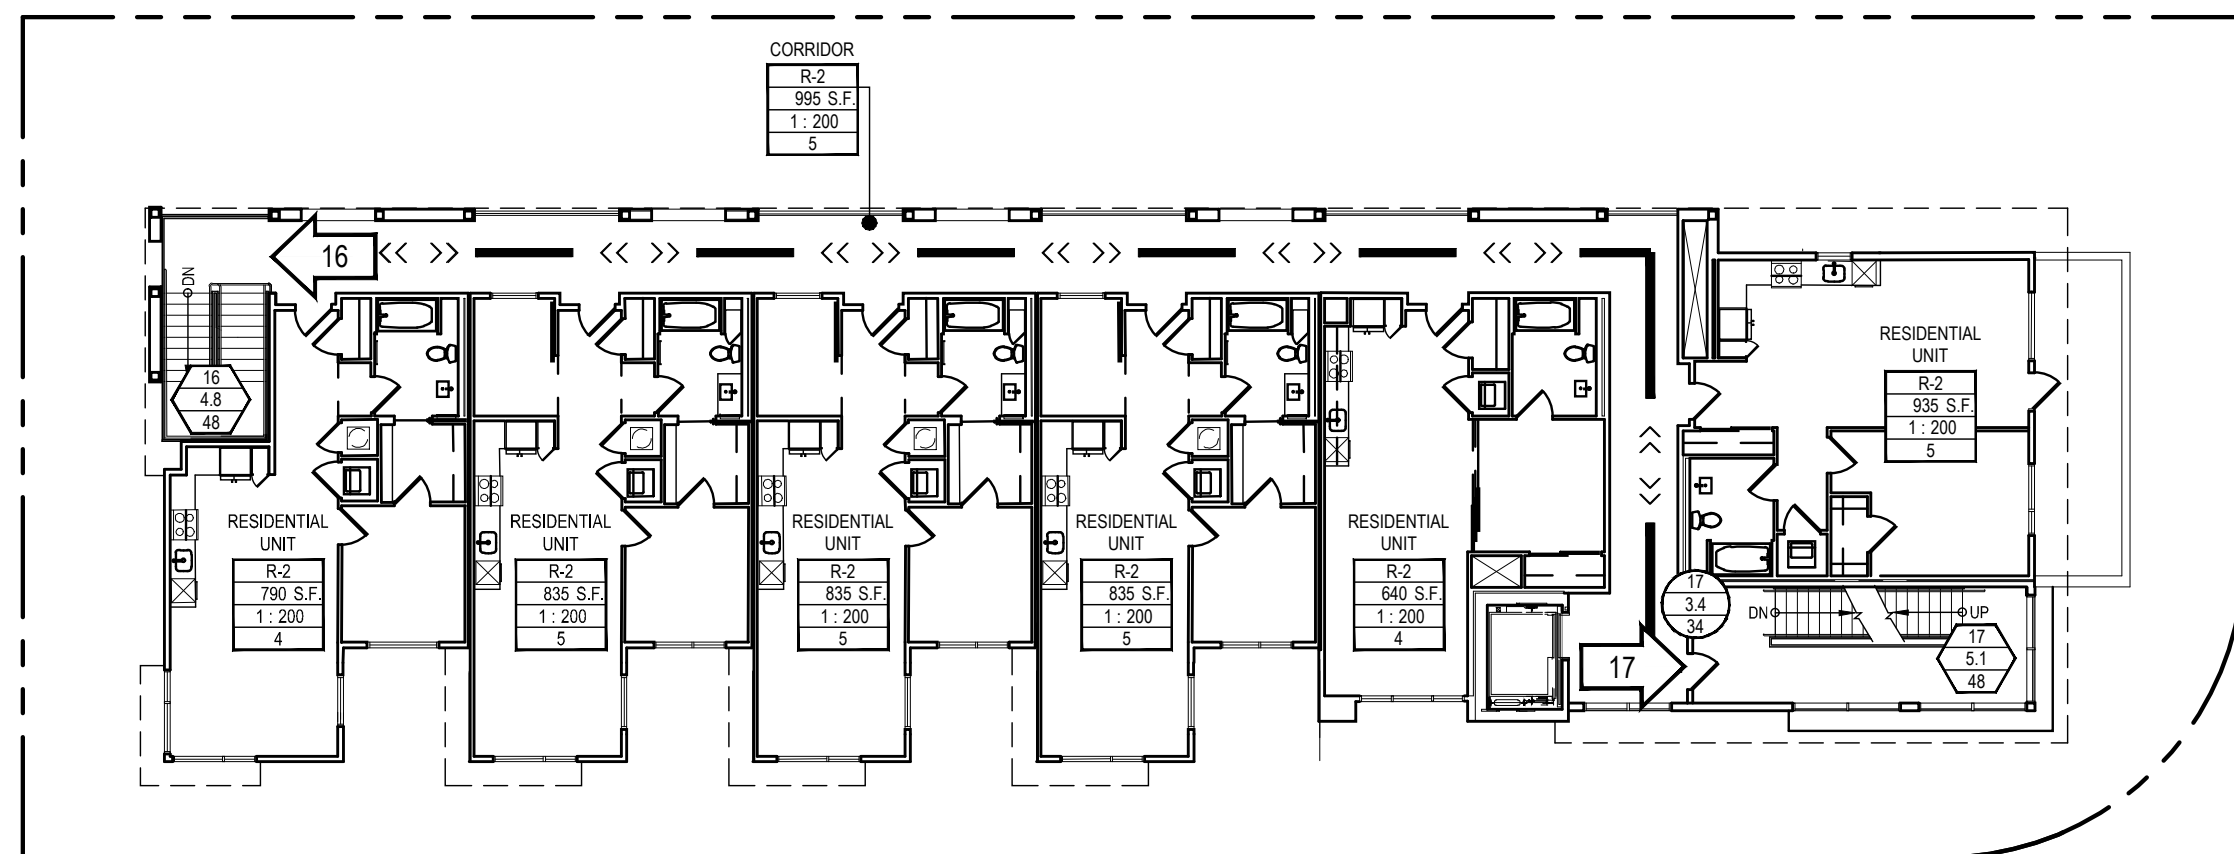 CORRIDOR
R-2
995 S.F.
1 : 200
5
16
DN
16
4.8
48
RESIDENTIAL
UNIT
R-2
790 S.F.
1 : 200
4
RESIDENTIAL
UNIT
R-2
835 S.F.
1 : 200
5
RESIDENTIAL
UNIT
R-2
835 S.F.
1 : 200
5
RESIDENTIAL
UNIT
R-2
835 S.F.
1 : 200
5
RESIDENTIAL
UNIT
R-2
640 S.F.
1 : 200
4
RESIDENTIAL
UNIT
R-2
935 S.F.
1 : 200
5
17
3.4
34
DN
UP
17
17
5.1
48